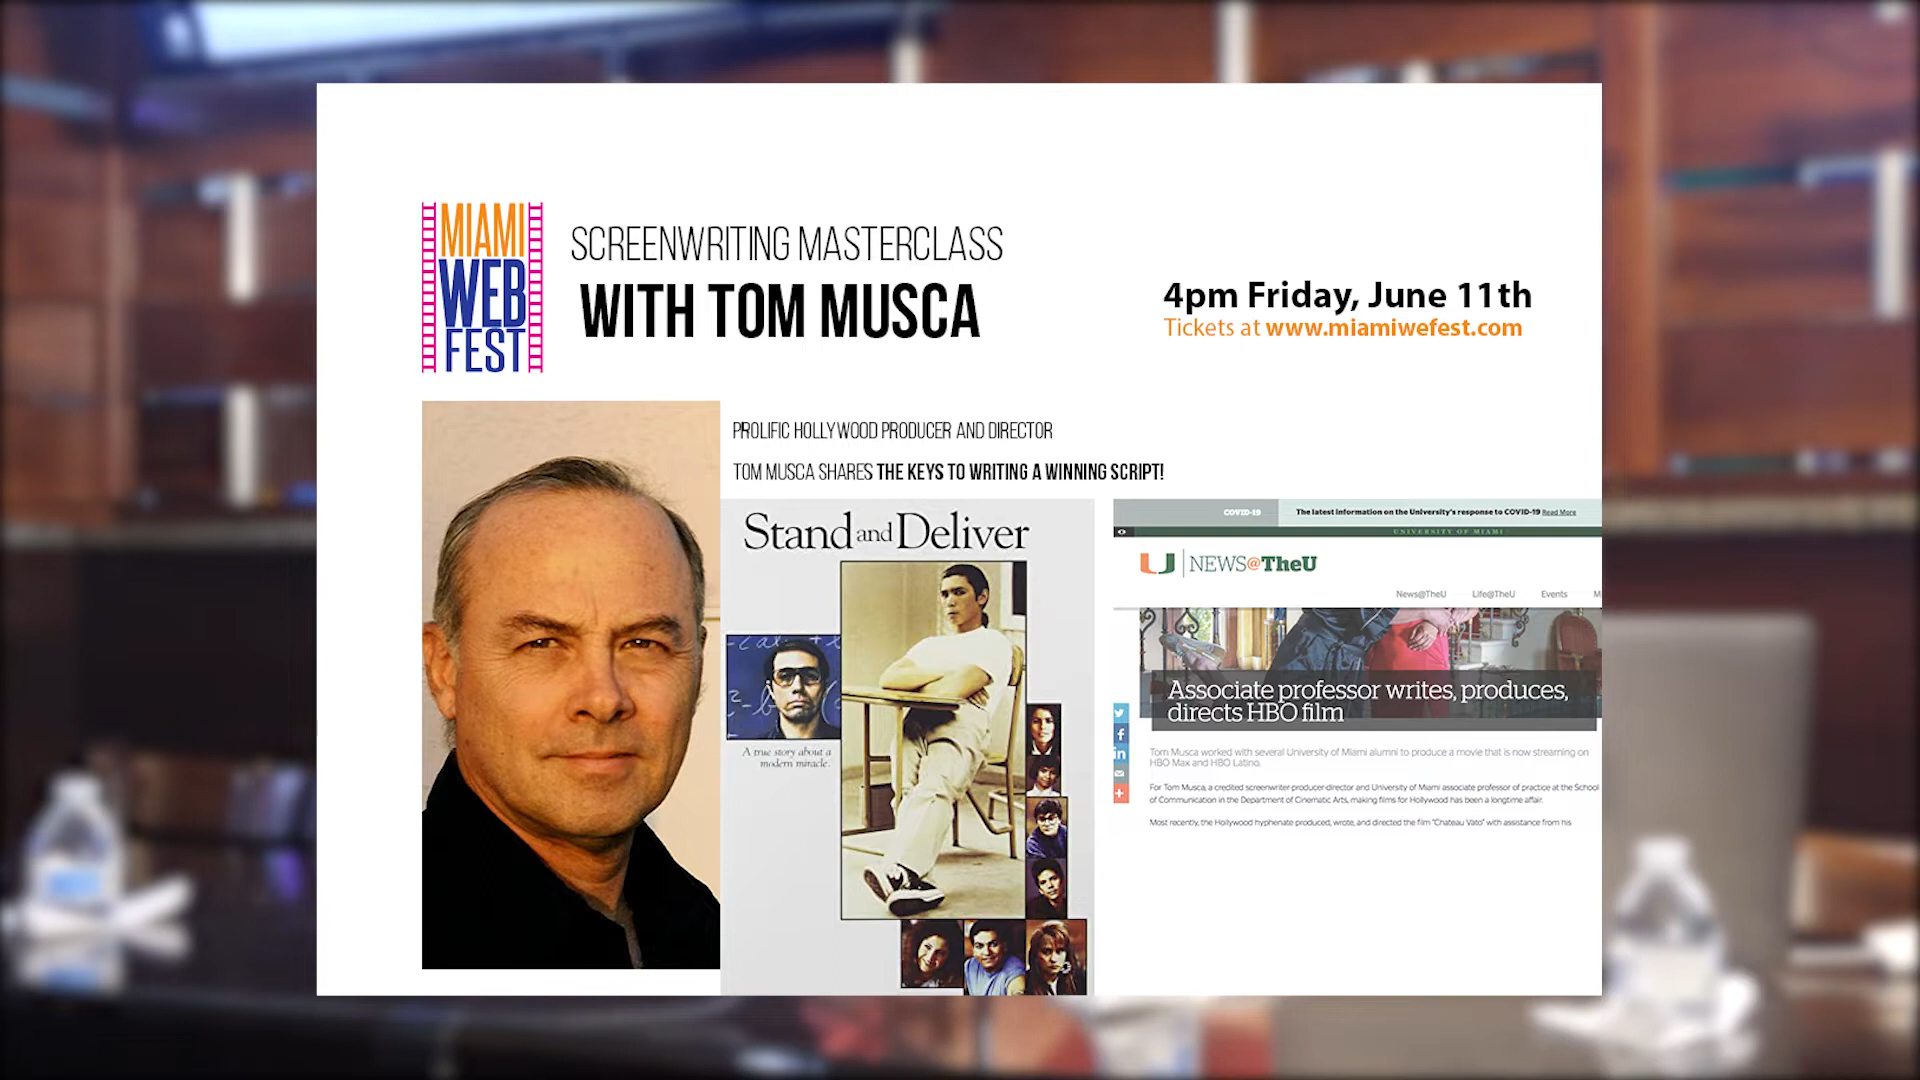 MIAMI
WEB
FEST
SCREENWRITING MASTERCLASS
WITH TOM MUSCA
4pm Friday, June 11th
Tickets at www.miamiwefest.com
PROLIFIC HOLLYWOOD PRODUCER AND DIRECTOR
TOM MUSCA SHARES THE KEYS TO WRITING A WINNING SCRIPT!
Stand and Deliver
A true story about a
modern miracle.
COVID-19 The latest information on the University's response to COVID-19 Read More
UNIVERSITY OF MIAMI
U NEWS@TheU
News@TheU Life@TheU Events M
Associate professor writes, produces,
directs HBO film
Tom Musca worked with several University of Miami alumni to produce a movie that is now streaming on
HBO Max and HBO Latino.
For Tom Musca, a credited screenwriter-producer-director and University of Miami associate professor of practice at the School
of Communication in the Department of Cinematic Arts, making films for Hollywood has been a longtime affair.
Most recently, the Hollywood hyphenate produced, wrote, and directed the film "Chateau Vato" with assistance from his